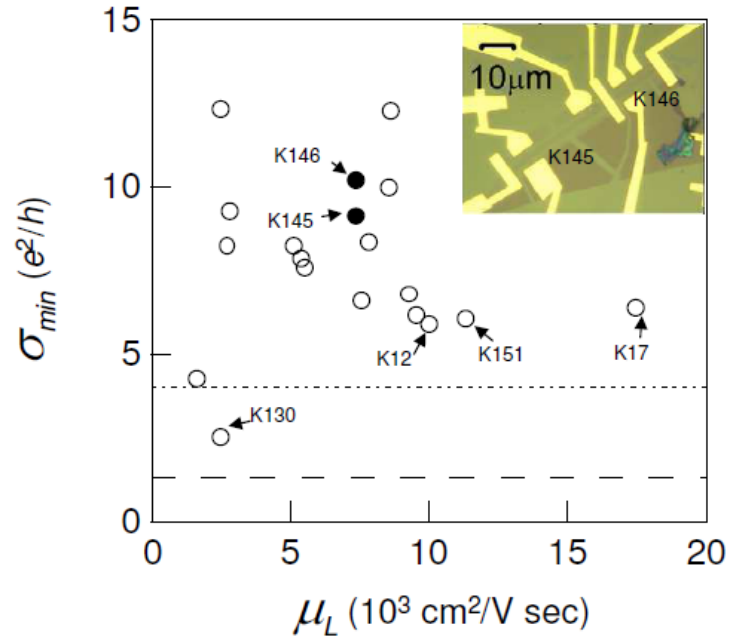 15
10
5
0
0
5
10
15
20
σmin (e²/h)
μL (10³ cm²/V sec)
10μm
K146
K145
K146
K145
K12
K151
K17
K130